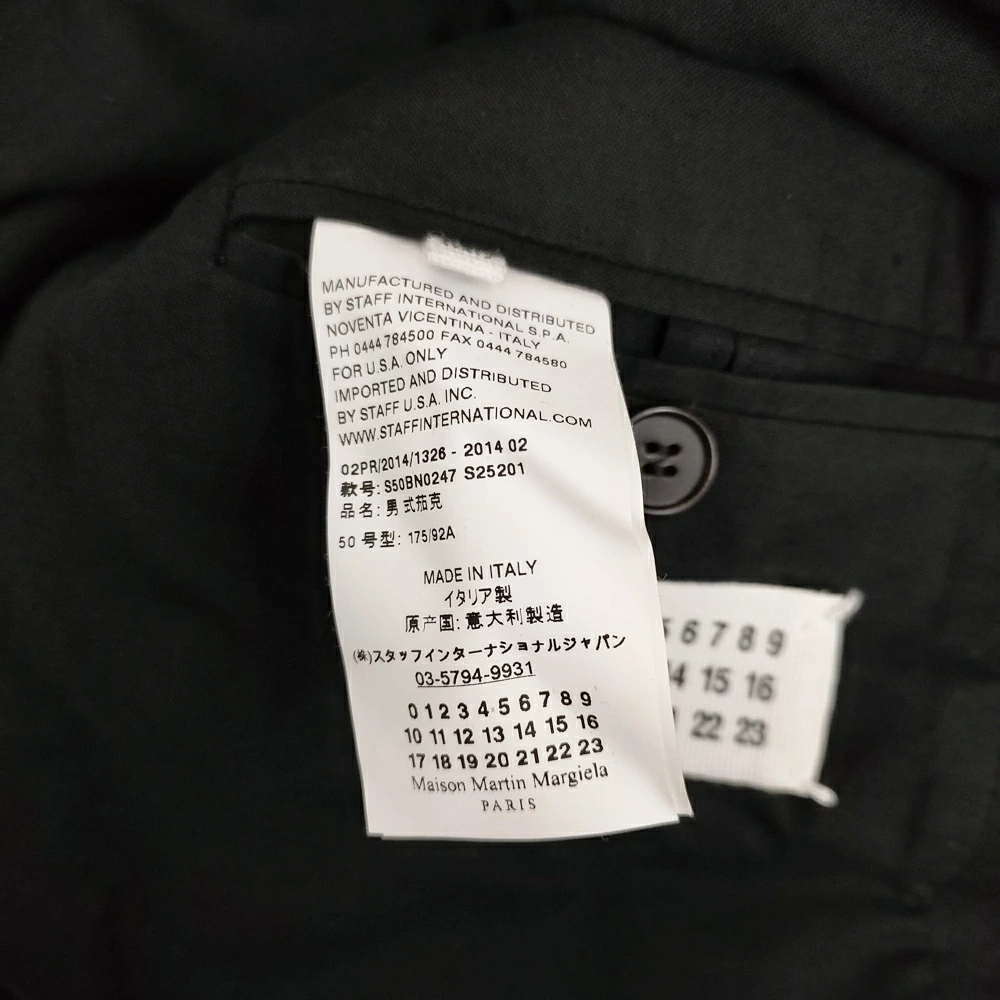 MANUFACTURED AND DISTRIBUTED
BY STAFF INTERNATIONAL S.P.A.
NOVENTA VICENTINA - ITALY
PH 0444 784500 FAX 0444 784580
FOR U.S.A. ONLY
IMPORTED AND DISTRIBUTED
BY STAFF U.S.A. INC.
WWW.STAFFINTERNATIONAL.COM
02PR/2014/1326 - 2014 02
款号: S50BN0247 S25201
品名: 男式茄克
50 号型: 175/92A
MADE IN ITALY
イタリア製
原产国: 意大利製造
(株)スタッフインターナショナルジャパン
03-5794-9931
0 1 2 3 4 5 6 7 8 9
10 11 12 13 14 15 16
17 18 19 20 21 22 23
Maison Martin Margiela
PARIS
6 7 8 9
15 16
22 23